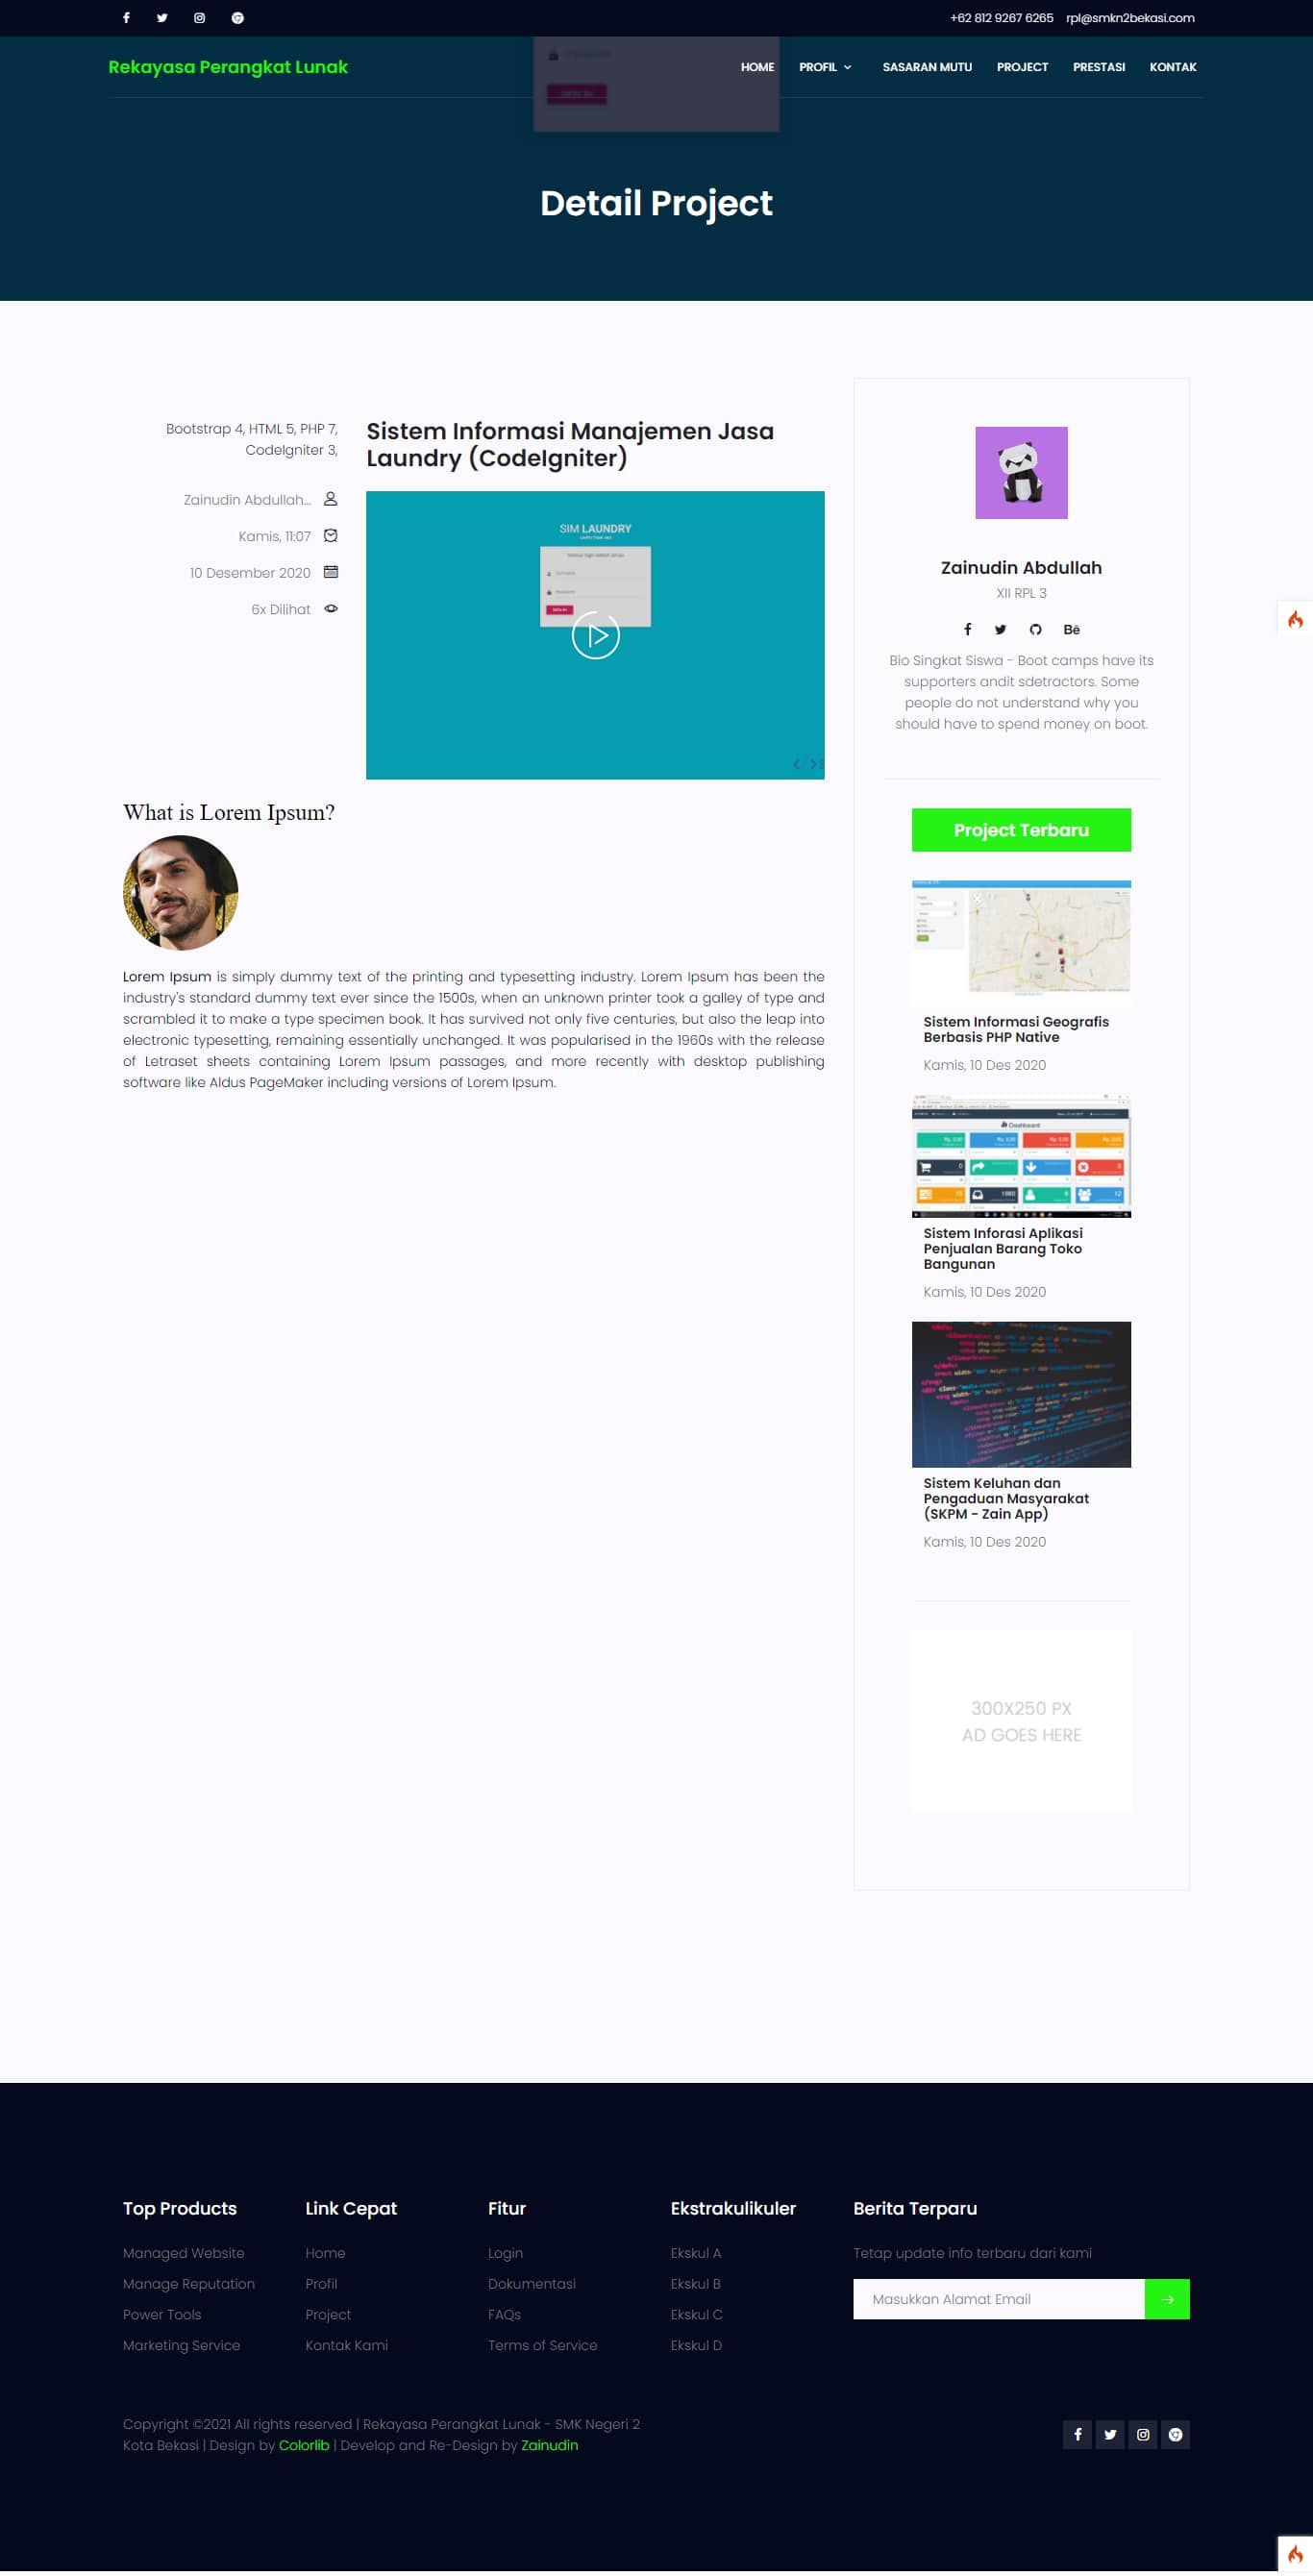 +62 812 9267 6265 rpl@smkn2bekasi.com
Rekayasa Perangkat Lunak
HOME PROFIL SASARAN MUTU PROJECT PRESTASI KONTAK
Detail Project
Bootstrap 4, HTML 5, PHP 7,
CodeIgniter 3,
Zainudin Abdullah...
Kamis, 11:07
10 Desember 2020
6x Dilihat
Sistem Informasi Manajemen Jasa
Laundry (CodeIgniter)
SIM LAUNDRY
What is Lorem Ipsum?
Lorem Ipsum is simply dummy text of the printing and typesetting industry. Lorem Ipsum has been the
industry's standard dummy text ever since the 1500s, when an unknown printer took a galley of type and
scrambled it to make a type specimen book. It has survived not only five centuries, but also the leap into
electronic typesetting, remaining essentially unchanged. It was popularised in the 1960s with the release
of Letraset sheets containing Lorem Ipsum passages, and more recently with desktop publishing
software like Aldus PageMaker including versions of Lorem Ipsum.
Zainudin Abdullah
XII RPL 3
Bē
Bio Singkat Siswa - Boot camps have its
supporters andit sdetractors. Some
people do not understand why you
should have to spend money on boot.
Project Terbaru
Sistem Informasi Geografis
Berbasis PHP Native
Kamis, 10 Des 2020
Dashboard
Sistem Inforasi Aplikasi
Penjualan Barang Toko
Bangunan
Kamis, 10 Des 2020
Sistem Keluhan dan
Pengaduan Masyarakat
(SKPM - Zain App)
Kamis, 10 Des 2020
300X250 PX
AD GOES HERE
Top Products
Managed Website
Manage Reputation
Power Tools
Marketing Service
Link Cepat
Home
Profil
Project
Kontak Kami
Fitur
Login
Dokumentasi
FAQs
Terms of Service
Ekstrakulikuler
Ekskul A
Ekskul B
Ekskul C
Ekskul D
Berita Terparu
Tetap update info terbaru dari kami
Masukkan Alamat Email
Copyright ©2021 All rights reserved | Rekayasa Perangkat Lunak - SMK Negeri 2
Kota Bekasi | Design by Colorlib | Develop and Re-Design by Zainudin